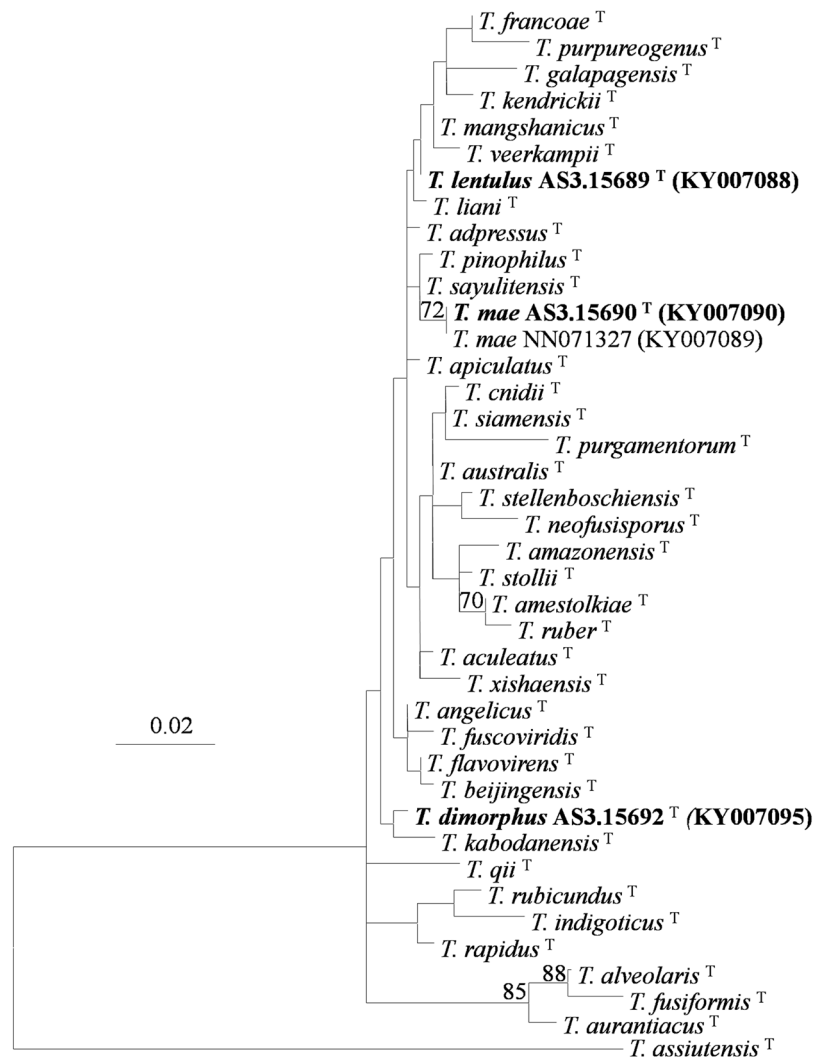 T. francoae T
T. purpureogenus T
T. galapagensis T
T. kendrickii T
T. mangshanicus T
T. veerkampii T
T. lentulus AS3.15689 T (KY007088)
T. liani T
T. adpressus T
T. pinophilus T
T. sayulitensis T
72 T. mae AS3.15690 T (KY007090)
T. mae NN071327 (KY007089)
T. apiculatus T
T. cnidii T
T. siamensis T
T. purgamentorum T
T. australis T
T. stellenboschiensis T
T. neofusisporus T
T. amazonensis T
T. stollii T
70 T. amestolkiae T
T. ruber T
T. aculeatus T
T. xishaensis T
T. angelicus T
0.02
T. fuscoviridis T
T. flavovirens T
T. beijingensis T
T. dimorphus AS3.15692 T (KY007095)
T. kabodanensis T
T. qii T
T. rubicundus T
T. indigoticus T
T. rapidus T
88 T. alveolaris T
85
T. fusiformis T
T. aurantiacus T
T. assiutensis T